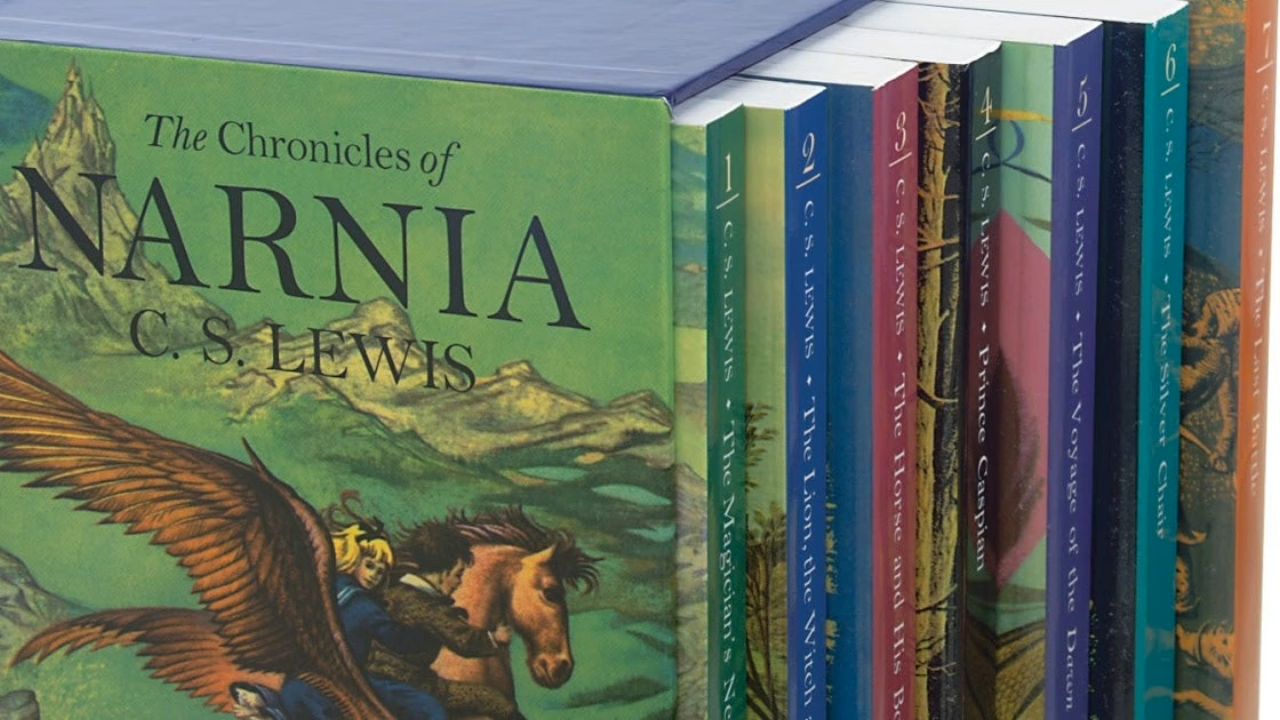 The Chronicles of
NARNIA
C. S. LEWIS
1 | C. S. LEWIS • The Magician's Ne
2 | C. S. LEWIS • The Lion, the Witch
3 | C. S. LEWIS • The Horse and His Bo
4 | C. S. LEWIS • Prince Caspian
5 | C. S. LEWIS • The Voyage of the Dawn
6 | C. S. LEWIS • The Silver Chair
7 | C. S. LEWIS • The Last Battle